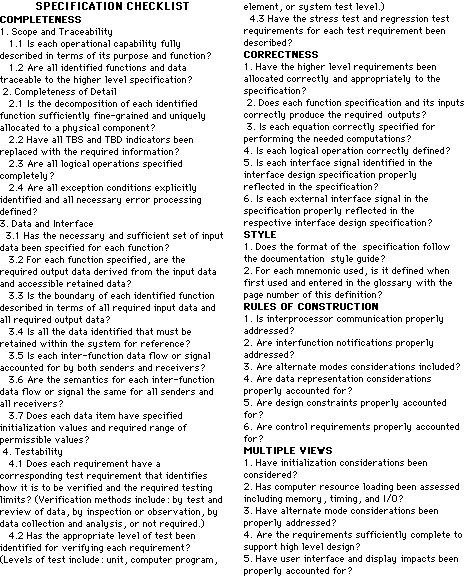 SPECIFICATION CHECKLIST
COMPLETENESS
1. Scope and Traceability
1.1 Is each operational capability fully
described in terms of its purpose and function?
1.2 Are all identified functions and data
traceable to the higher level specification?
2. Completeness of Detail
2.1 Is the decomposition of each identified
function sufficiently fine-grained and uniquely
allocated to a physical component?
2.2 Have all TBS and TBD indicators been
replaced with the required information?
2.3 Are all logical operations specified
completely?
2.4 Are all exception conditions explicitly
identified and all necessary error processing
defined?
3. Data and Interface
3.1 Has the necessary and sufficient set of input
data been specified for each function?
3.2 For each function specified, are the
required output data derived from the input data
and accessible retained data?
3.3 Is the boundary of each identified function
described in terms of all required input data and
all required output data?
3.4 Is all the data identified that must be
retained within the system for reference?
3.5 Is each inter-function data flow or signal
accounted for by both senders and receivers?
3.6 Are the semantics for each inter-function
data flow or signal the same for all senders and
all receivers?
3.7 Does each data item have specified
initialization values and required range of
permissible values?
4. Testability
4.1 Does each requirement have a
corresponding test requirement that identifies
how it is to be verified and the required testing
limits? (Verification methods include: by test and
review of data, by inspection or observation, by
data collection and analysis, or not required.)
4.2 Has the appropriate level of test been
identified for verifying each requirement?
(Levels of test include: unit, computer program,
element, or system test level.)
4.3 Have the stress test and regression test
requirements for each test requirement been
described?
CORRECTNESS
1. Have the higher level requirements been
allocated correctly and appropriately to the
specification?
2. Does each function specification and its inputs
correctly produce the required outputs?
3. Is each equation correctly specified for
performing the needed computations?
4. Is each logical operation correctly defined?
5. Is each interface signal identified in the
interface design specification properly
reflected in the specification?
6. Is each external interface signal in the
specification properly reflected in the
respective interface design specification?
STYLE
1. Does the format of the specification follow
the documentation style guide?
2. For each mnemonic used, is it defined when
first used and entered in the glossary with the
page number of this definition?
RULES OF CONSTRUCTION
1. Is interprocessor communication properly
addressed?
2. Are interfunction notifications properly
addressed?
3. Are alternate modes considerations included?
4. Are data representation considerations
properly accounted for?
5. Are design constraints properly accounted
for?
6. Are control requirements properly accounted
for?
MULTIPLE VIEWS
1. Have initialization considerations been
considered?
2. Has computer resource loading been assessed
including memory, timing, and I/O?
3. Have alternate mode considerations been
properly addressed?
4. Are the requirements sufficiently complete to
support high level design?
5. Have user interface and display impacts been
properly accounted for?